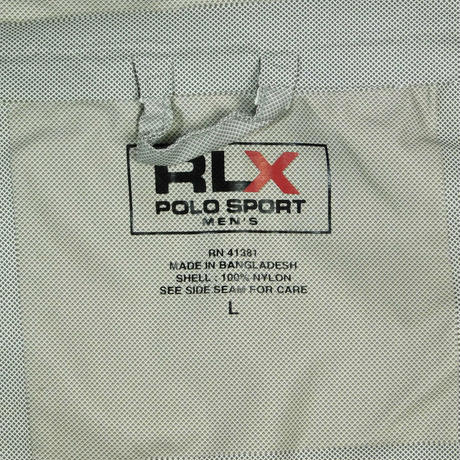 RLX
POLO SPORT
MEN'S
RN 41381
MADE IN BANGLADESH
SHELL : 100% NYLON
SEE SIDE SEAM FOR CARE
L